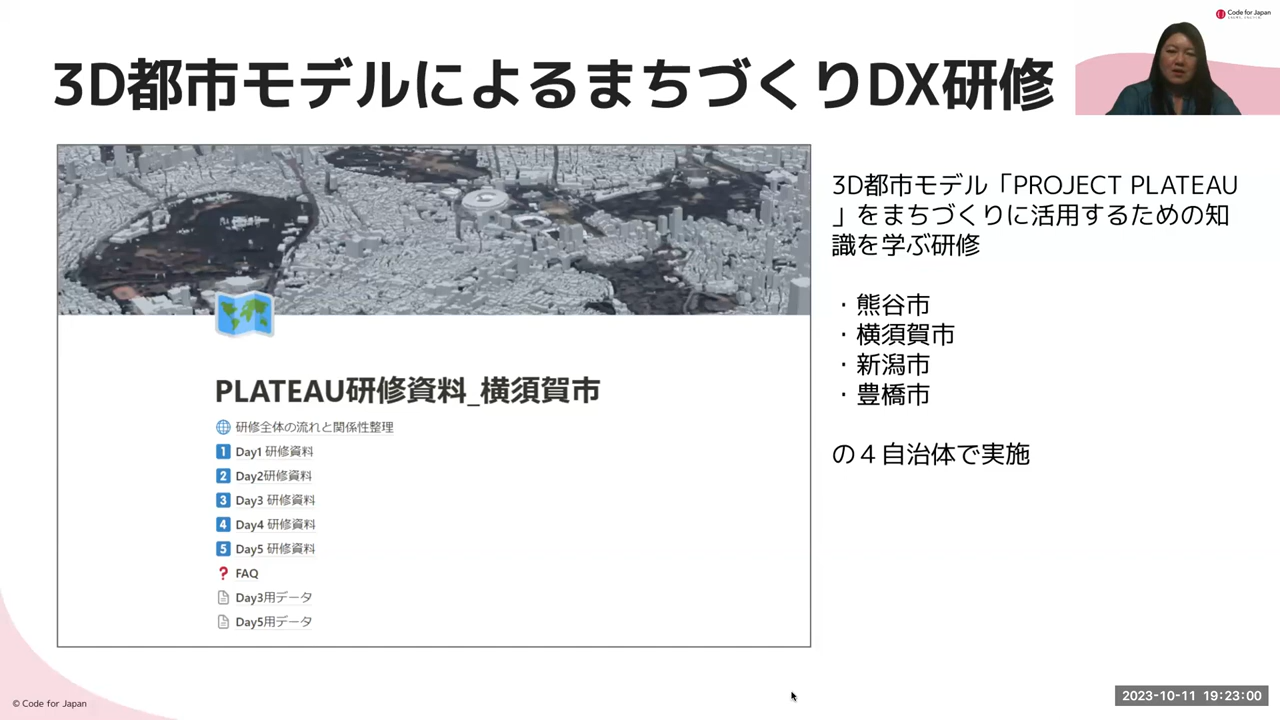 Code for Japan
3D都市モデルによるまちづくりDX研修
PLATEAU研修資料_横須賀市
研修全体の流れと関係性整理
1 Day1 研修資料
2 Day2研修資料
3 Day3 研修資料
4 Day4 研修資料
5 Day5 研修資料
❓ FAQ
Day3用データ
Day5用データ
3D都市モデル「PROJECT PLATEAU
」をまちづくりに活用するための知
識を学ぶ研修
・熊谷市
・横須賀市
・新潟市
・豊橋市
の４自治体で実施
© Code for Japan
2023-10-11 19:23:00